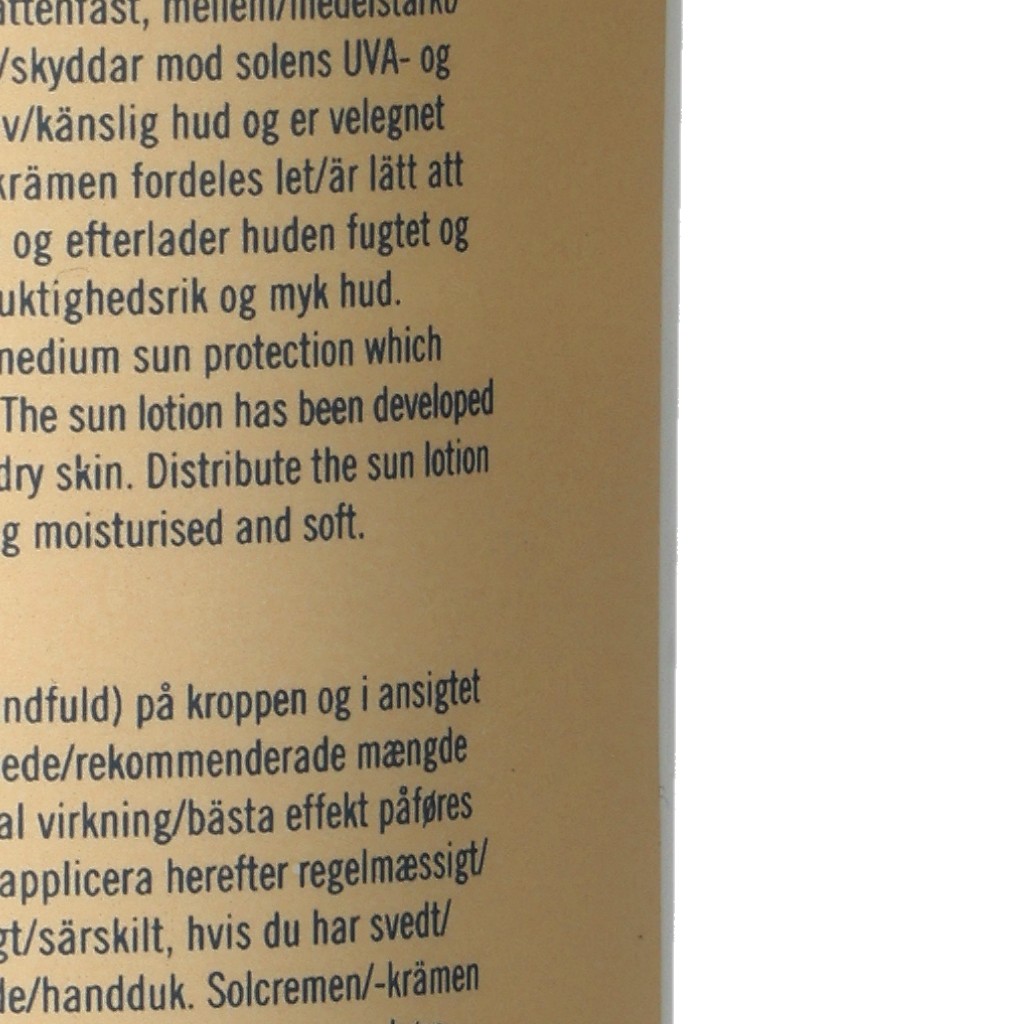 /skyddar mod solens UVA- og
v/känslig hud og er velegnet
krämen fordeles let/är lätt att
og efterlader huden fugtet og
uktighedsrik og myk hud.
medium sun protection which
The sun lotion has been developed
dry skin. Distribute the sun lotion
g moisturised and soft.
ndfuld) på kroppen og i ansigtet
ede/rekommenderade mængde
al virkning/bästa effekt påføres
applicera herefter regelmæssigt/
gt/särskilt, hvis du har svedt/
de/handduk. Solcremen/-krämen